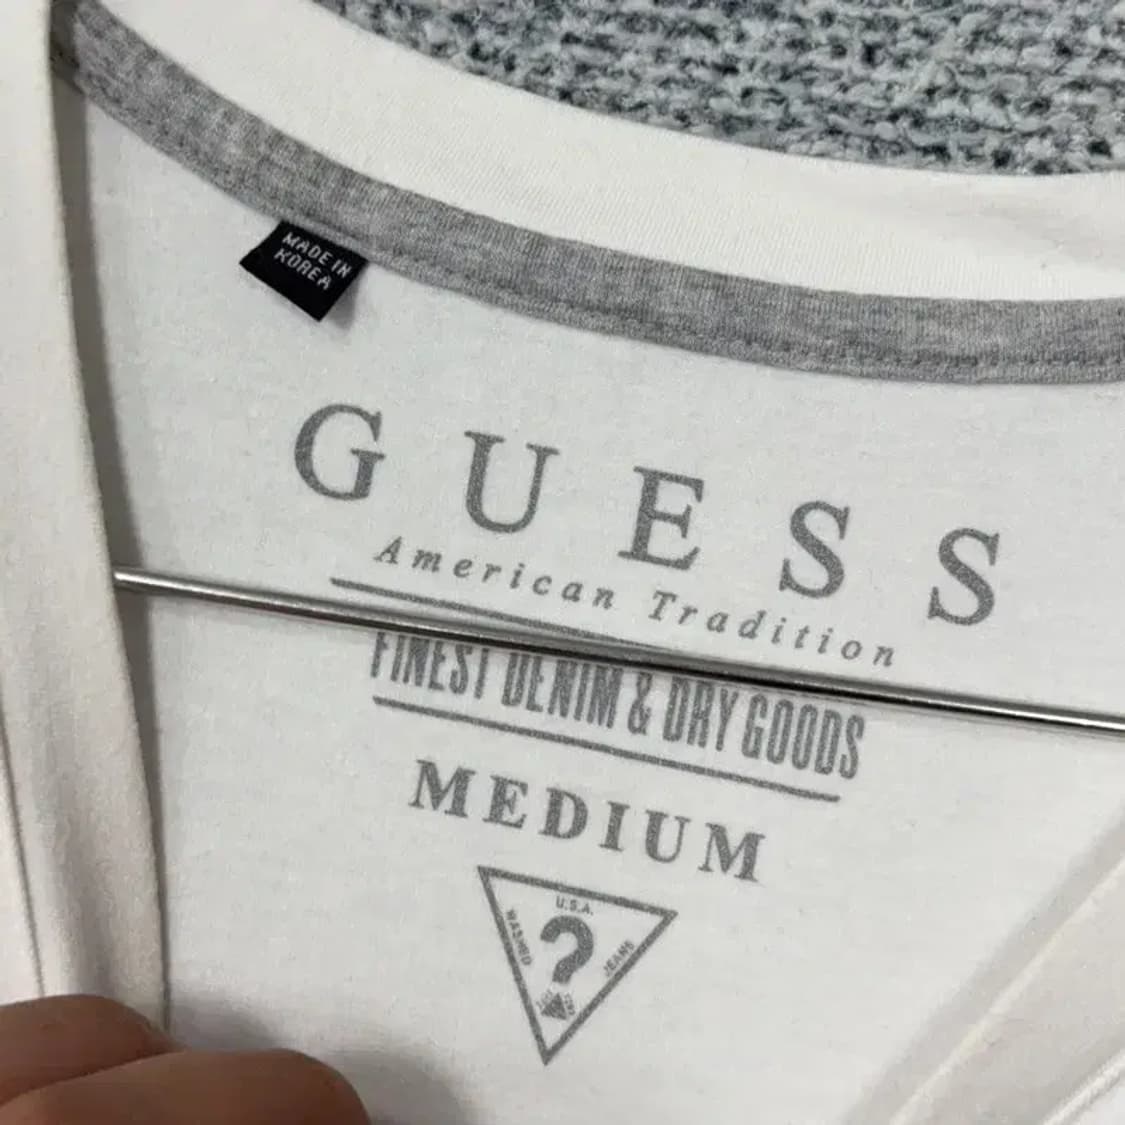 MADE IN
KOREA
GUESS
American Tradition
FINEST DENIM & DRY GOODS
MEDIUM
U.S.A.
WASHED
?
JEANS